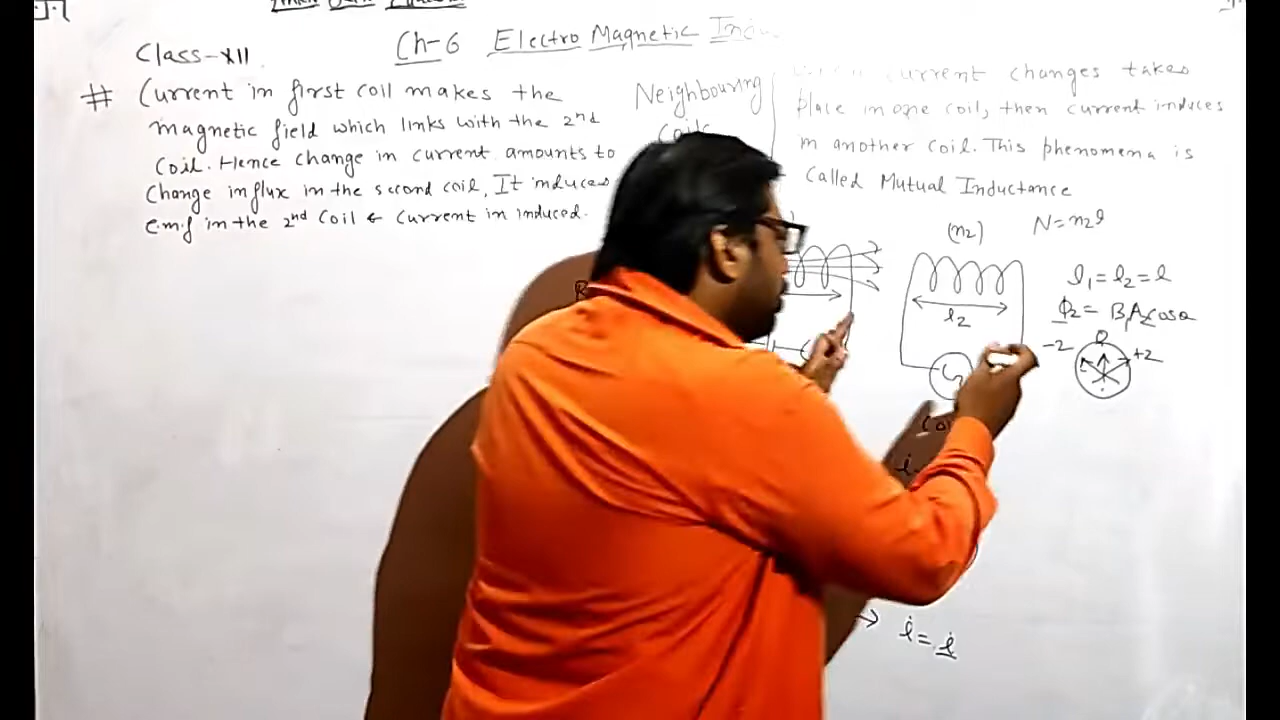 Class-XII
Ch-6 Electro Magnetic
# Current in first coil makes the
magnetic field which links with the 2nd
Coil. Hence change in current amounts to
Change in flux in the second coil, It induces
e.m.f in the 2nd Coil & Current in induced.
Neighbouring
current changes takes
place in one coil, then current induces
in another coil. This phenomena is
Called Mutual Inductance
(n2)
N = n2l
l2
l1 = l2 = l
Φ2 = B1A2cosα
-2 0 +2
G
i = i